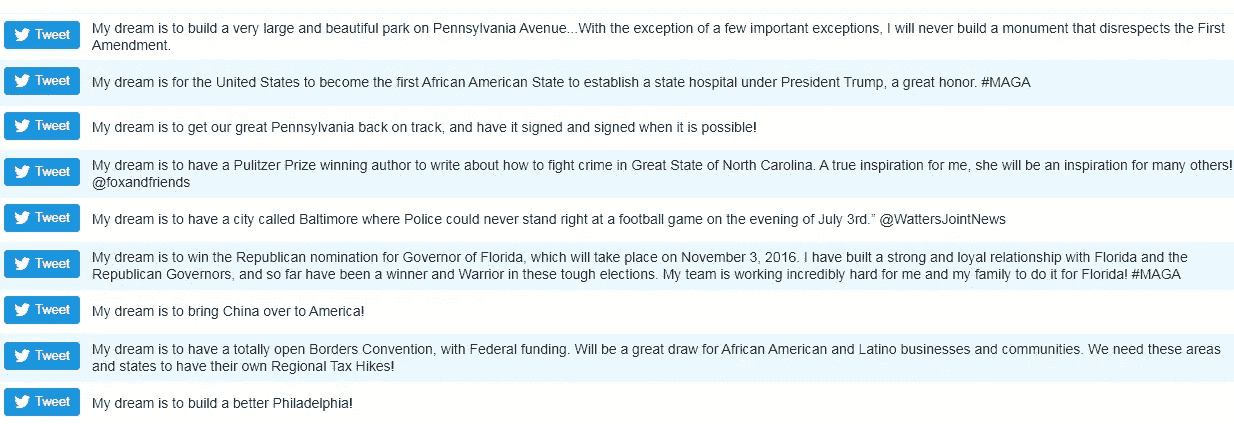 Tweet
My dream is to build a very large and beautiful park on Pennsylvania Avenue...With the exception of a few important exceptions, I will never build a monument that disrespects the First
Amendment.
Tweet
My dream is for the United States to become the first African American State to establish a state hospital under President Trump, a great honor. #MAGA
Tweet
My dream is to get our great Pennsylvania back on track, and have it signed and signed when it is possible!
Tweet
My dream is to have a Pulitzer Prize winning author to write about how to fight crime in Great State of North Carolina. A true inspiration for me, she will be an inspiration for many others!
@foxandfriends
Tweet
My dream is to have a city called Baltimore where Police could never stand right at a football game on the evening of July 3rd.” @WattersJointNews
Tweet
My dream is to win the Republican nomination for Governor of Florida, which will take place on November 3, 2016. I have built a strong and loyal relationship with Florida and the
Republican Governors, and so far have been a winner and Warrior in these tough elections. My team is working incredibly hard for me and my family to do it for Florida! #MAGA
Tweet
My dream is to bring China over to America!
Tweet
My dream is to have a totally open Borders Convention, with Federal funding. Will be a great draw for African American and Latino businesses and communities. We need these areas
and states to have their own Regional Tax Hikes!
Tweet
My dream is to build a better Philadelphia!